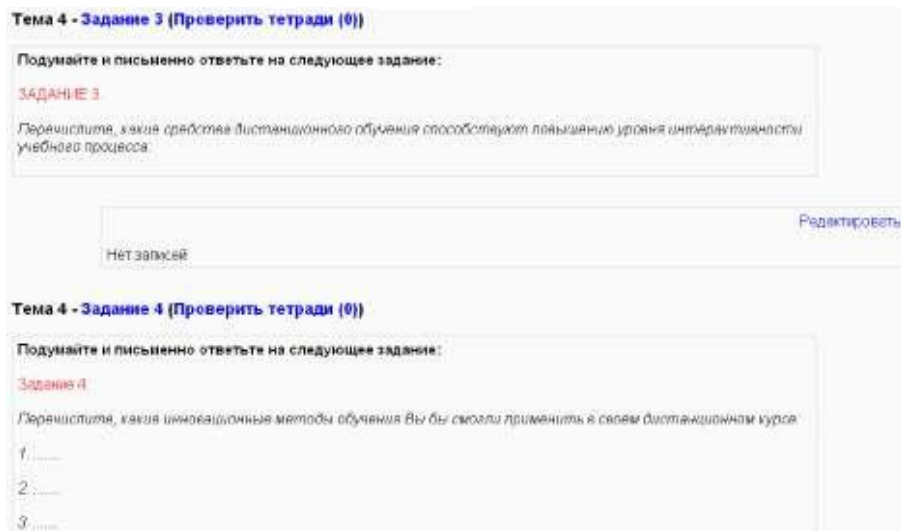 Тема 4 - Задание 3 (Проверить тетради (0))
Подумайте и письменно ответьте на следующее задание:
ЗАДАНИЕ 3
Перечислите, какие средства дистанционного обучения способствуют повышению уровня интерактивности
учебного процесса
Редактировать
Нет записей
Тема 4 - Задание 4 (Проверить тетради (0))
Подумайте и письменно ответьте на следующее задание:
Задание 4
Перечислите, какие инновационные методы обучения Вы бы смогли применить в своем дистанционном курсе
1.......
2.......
3.......